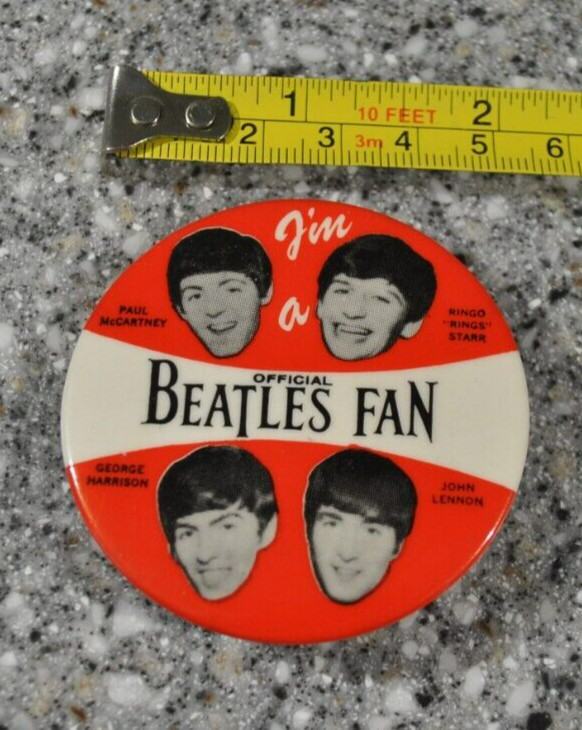 1 10 FEET 2
2 3 3m 4 5 6
I'm
a
PAUL
McCARTNEY
RINGO
"RINGS"
STARR
OFFICIAL
BEATLES FAN
GEORGE
HARRISON
JOHN
LENNON